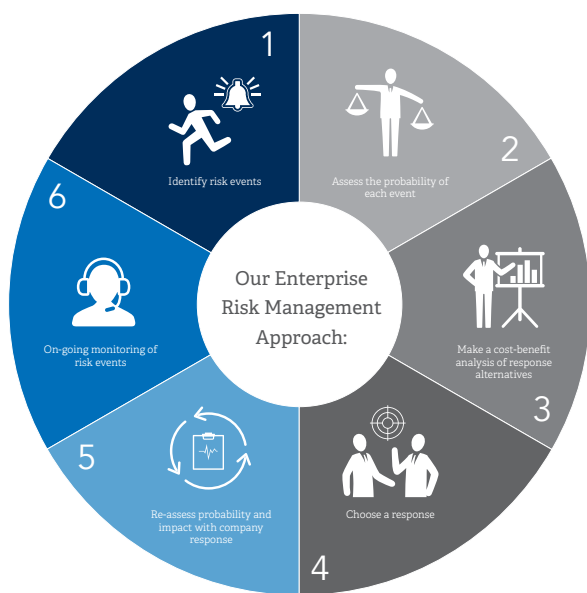 Our Enterprise
Risk Management
Approach:
1
Identify risk events
2
Assess the probability of
each event
3
Make a cost-benefit
analysis of response
alternatives
4
Choose a response
5
Re-assess probability and
impact with company
response
6
On-going monitoring of
risk events